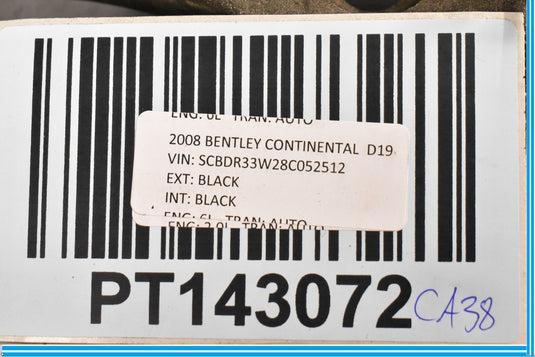 ENG: 6L TRAN: AUTO
2008 BENTLEY CONTINENTAL D19
VIN: SCBDR33W28C052512
EXT: BLACK
INT: BLACK
ENG: 6L TRAN: AUTO
ENG: 2.0L TRAN: AUTO
PT143072
CA38